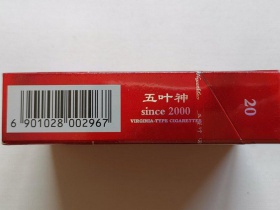 五叶神
since 2000
VIRGINIA-TYPE CIGARETTES
6 901028 002967
20